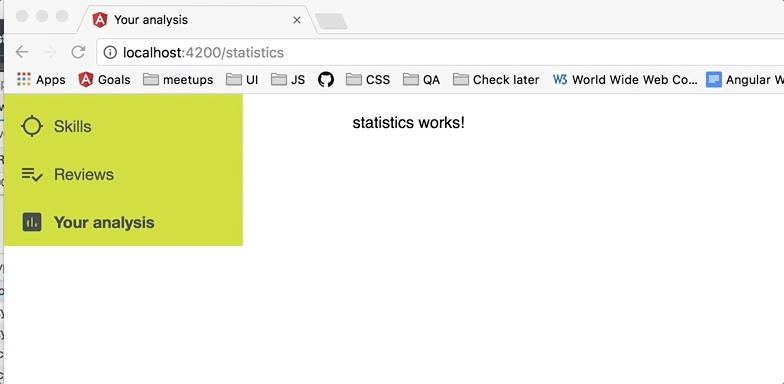 Your analysis
localhost:4200/statistics
Apps Goals meetups UI JS CSS QA Check later W3 World Wide Web Co... Angular W
Skills
statistics works!
Reviews
Your analysis